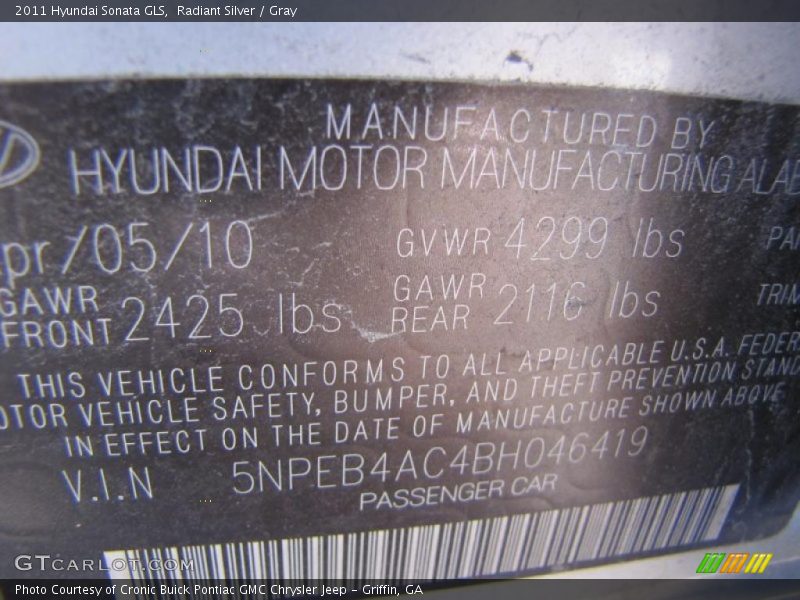 2011 Hyundai Sonata GLS,  Radiant Silver / Gray
MANUFACTURED BY
HYUNDAI MOTOR MANUFACTURING ALAB
pr/05/10 GVWR 4299 lbs PAI
GAWR FRONT 2425 lbs GAWR REAR 2116 lbs TRIM
THIS VEHICLE CONFORMS TO ALL APPLICABLE U.S.A. FEDER
OTOR VEHICLE SAFETY, BUMPER, AND THEFT PREVENTION STAND
IN EFFECT ON THE DATE OF MANUFACTURE SHOWN ABOVE
V.I.N 5NPEB4AC4BH046419
PASSENGER CAR
GTCARLOT.COM
Photo Courtesy of Cronic Buick Pontiac GMC Chrysler Jeep – Griffin, GA